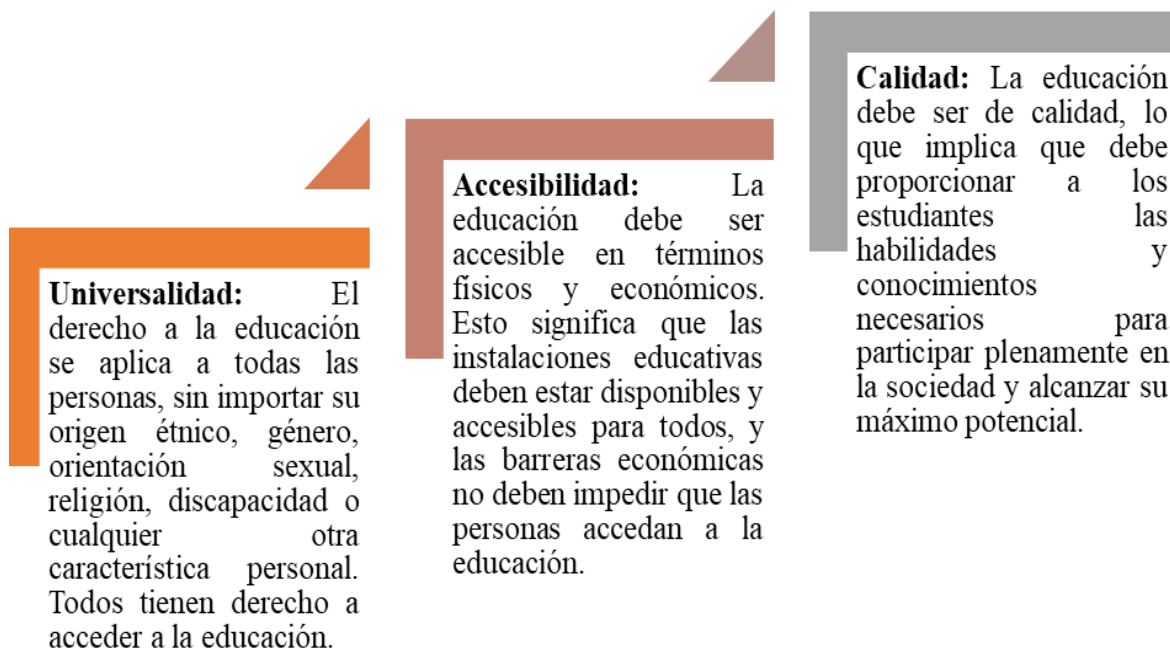 Universalidad: El
derecho a la educación
se aplica a todas las
personas, sin importar su
origen étnico, género,
orientación sexual,
religión, discapacidad o
cualquier otra
característica personal.
Todos tienen derecho a
acceder a la educación.
Accesibilidad: La
educación debe ser
accesible en términos
físicos y económicos.
Esto significa que las
instalaciones educativas
deben estar disponibles y
accesibles para todos, y
las barreras económicas
no deben impedir que las
personas accedan a la
educación.
Calidad: La educación
debe ser de calidad, lo
que implica que debe
proporcionar a los
estudiantes las
habilidades y
conocimientos
necesarios para
participar plenamente en
la sociedad y alcanzar su
máximo potencial.